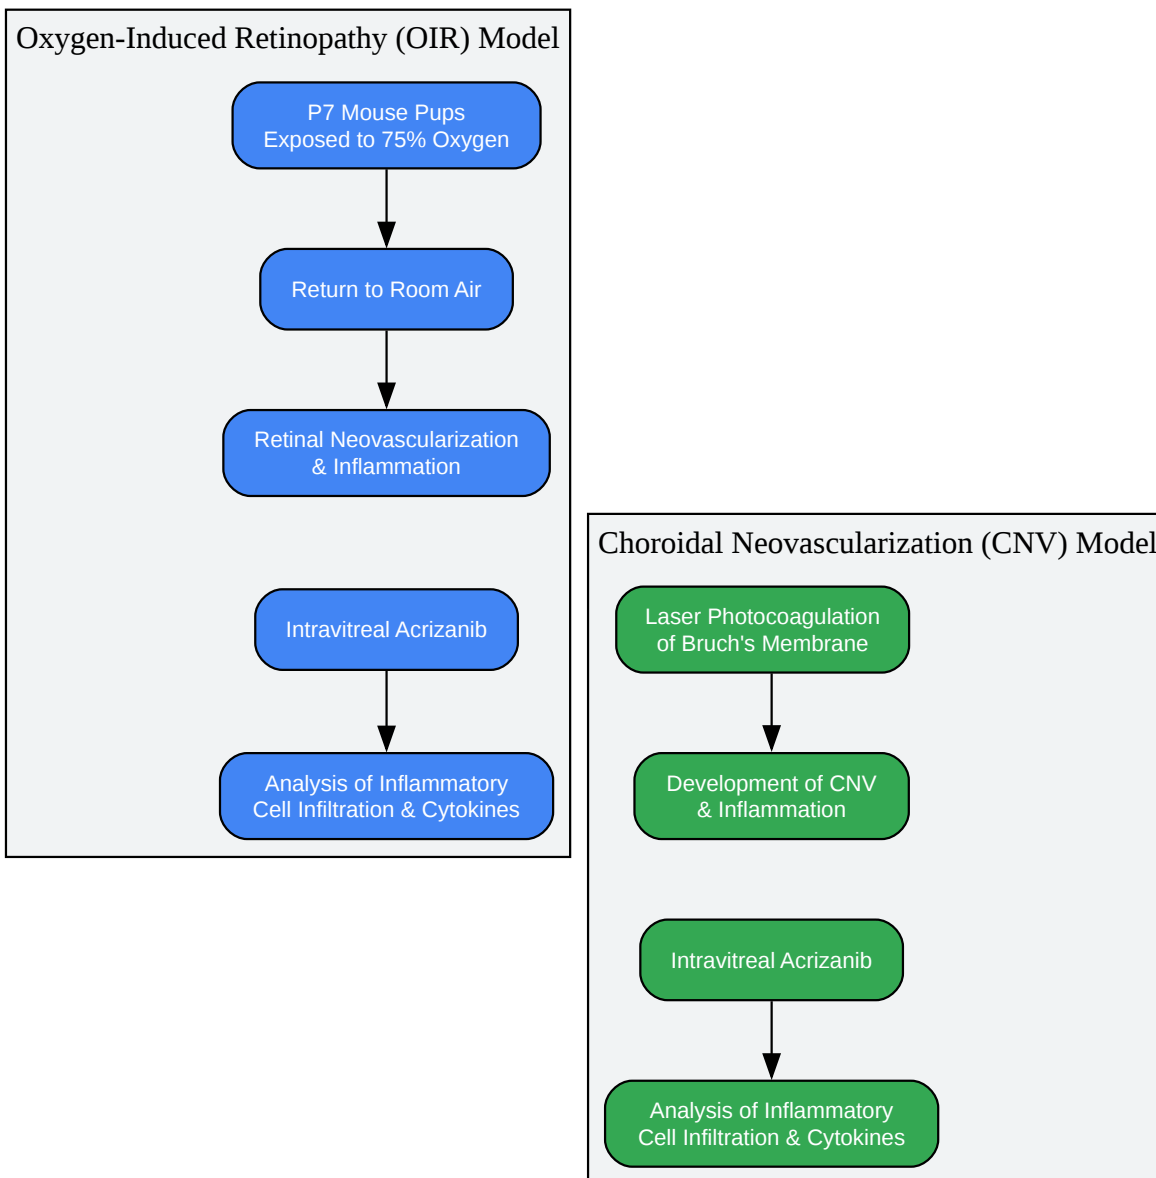 Oxygen-Induced Retinopathy (OIR) Model
P7 Mouse Pups
Exposed to 75% Oxygen
Return to Room Air
Retinal Neovascularization
& Inflammation
Intravitreal Acrizanib
Analysis of Inflammatory
Cell Infiltration & Cytokines
Choroidal Neovascularization (CNV) Model
Laser Photocoagulation
of Bruch's Membrane
Development of CNV
& Inflammation
Intravitreal Acrizanib
Analysis of Inflammatory
Cell Infiltration & Cytokines